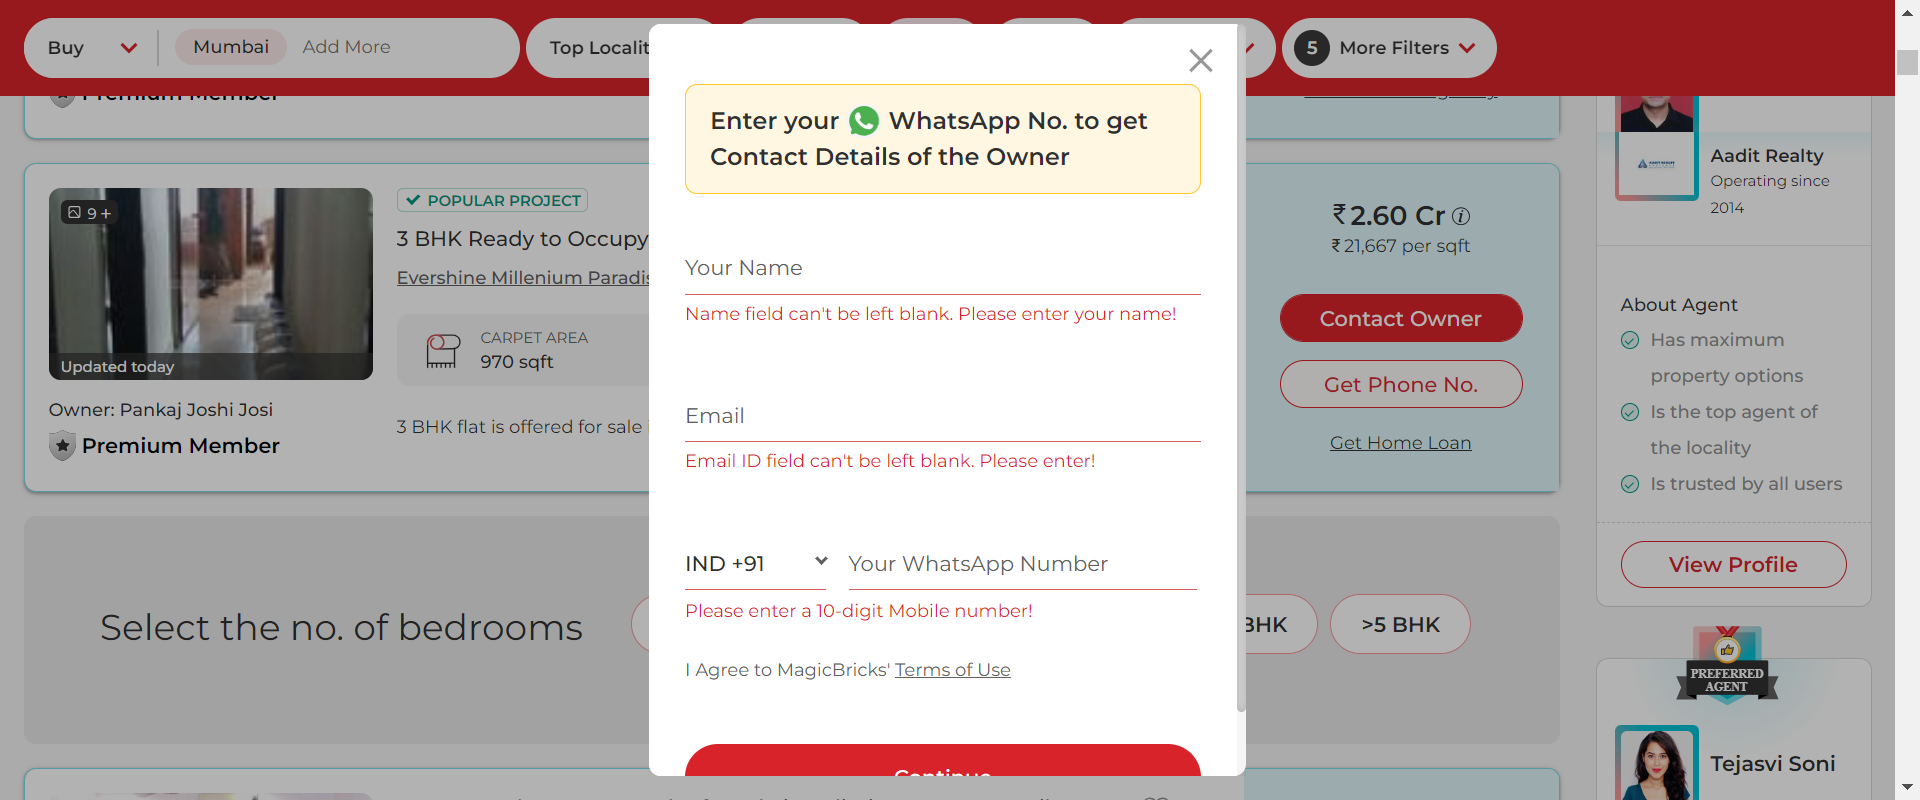 Buy
Mumbai
Add More
Top Localit
5
More Filters
Premium Member
9+
Updated today
Owner: Pankaj Joshi Josi
Premium Member
POPULAR PROJECT
3 BHK Ready to Occupy
Evershine Millenium Paradis
CARPET AREA
970 sqft
3 BHK flat is offered for sale
Enter your WhatsApp No. to get
Contact Details of the Owner
Your Name
Name field can't be left blank. Please enter your name!
Email
Email ID field can't be left blank. Please enter!
IND +91
Your WhatsApp Number
Please enter a 10-digit Mobile number!
I Agree to MagicBricks' Terms of Use
Continue
₹2.60 Cr
₹21,667 per sqft
Contact Owner
Get Phone No.
Get Home Loan
Select the no. of bedrooms
BHK
>5 BHK
AADIT REALTY
Aadit Realty
Operating since
2014
About Agent
Has maximum
property options
Is the top agent of
the locality
Is trusted by all users
View Profile
PREFERRED
AGENT
Tejasvi Soni